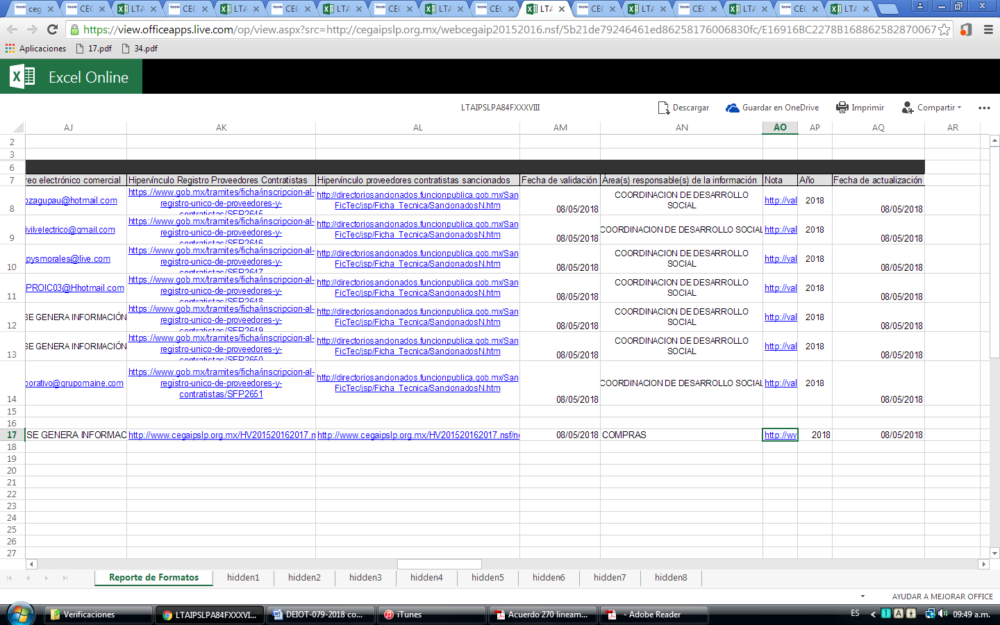 ceg CEC LTA CEC LTA CEC LTA CEC LTA CEC LTA CEC LTA CEC LTA
https://view.officeapps.live.com/op/view.aspx?src=http://cegaipslp.org.mx/webcegaip20152016.nsf/5b21de79246461ed86258176006830fc/E16916BC2278B168862582870067
Aplicaciones 17.pdf 34.pdf
Excel Online
LTAIPSLPA84FXXXVIII Descargar Guardar en OneDrive Imprimir Compartir
AJ AK AL AM AN AO AP AQ AR
2
3
6
7 reo electrónico comercial Hipervínculo Registro Proveedores Contratistas Hipervínculo proveedores contratistas sancionados Fecha de validación Área(s) responsable(s) de la información Nota Año Fecha de actualización
8 ozagupau@hotmail.com https://www.gob.mx/tramites/ficha/inscripcion-al-registro-unico-de-proveedores-y-contratistas/SFP2645 http://directoriosancionados.funcionpublica.gob.mx/SanFicTec/jsp/Ficha_Tecnica/SancionadosN.htm 08/05/2018 COORDINACION DE DESARROLLO SOCIAL http://val 2018 08/05/2018
9 ivilyelectrico@gmail.com https://www.gob.mx/tramites/ficha/inscripcion-al-registro-unico-de-proveedores-y-contratistas/SFP2646 http://directoriosancionados.funcionpublica.gob.mx/SanFicTec/jsp/Ficha_Tecnica/SancionadosN.htm 08/05/2018 COORDINACION DE DESARROLLO SOCIAL http://val 2018 08/05/2018
10 pysmorales@live.com https://www.gob.mx/tramites/ficha/inscripcion-al-registro-unico-de-proveedores-y-contratistas/SFP2647 http://directoriosancionados.funcionpublica.gob.mx/SanFicTec/jsp/Ficha_Tecnica/SancionadosN.htm 08/05/2018 COORDINACION DE DESARROLLO SOCIAL http://val 2018 08/05/2018
11 PROIC03@Hhotmail.com https://www.gob.mx/tramites/ficha/inscripcion-al-registro-unico-de-proveedores-y-contratistas/SFP2648 http://directoriosancionados.funcionpublica.gob.mx/SanFicTec/jsp/Ficha_Tecnica/SancionadosN.htm 08/05/2018 COORDINACION DE DESARROLLO SOCIAL http://val 2018 08/05/2018
12 SE GENERA INFORMACIÓN https://www.gob.mx/tramites/ficha/inscripcion-al-registro-unico-de-proveedores-y-contratistas/SFP2649 http://directoriosancionados.funcionpublica.gob.mx/SanFicTec/jsp/Ficha_Tecnica/SancionadosN.htm 08/05/2018 COORDINACION DE DESARROLLO SOCIAL http://val 2018 08/05/2018
13 SE GENERA INFORMACIÓN https://www.gob.mx/tramites/ficha/inscripcion-al-registro-unico-de-proveedores-y-contratistas/SFP2650 http://directoriosancionados.funcionpublica.gob.mx/SanFicTec/jsp/Ficha_Tecnica/SancionadosN.htm 08/05/2018 COORDINACION DE DESARROLLO SOCIAL http://val 2018 08/05/2018
14 porativo@grupomaine.com https://www.gob.mx/tramites/ficha/inscripcion-al-registro-unico-de-proveedores-y-contratistas/SFP2651 http://directoriosancionados.funcionpublica.gob.mx/SanFicTec/jsp/Ficha_Tecnica/SancionadosN.htm 08/05/2018 COORDINACION DE DESARROLLO SOCIAL http://val 2018 08/05/2018
15
16
17 SE GENERA INFORMAC http://www.cegaipslp.org.mx/HV201520162017.n http://www.cegaipslp.org.mx/HV201520162017.nsf/no 08/05/2018 COMPRAS http://wv 2018 08/05/2018
18
19
20
21
22
23
24
25
26
27
Reporte de Formatos hidden1 hidden2 hidden3 hidden4 hidden5 hidden6 hidden7 hidden8
AYUDAR A MEJORAR OFFICE
Verificaciones LTAIPSLPA84FXXXVI... DEIOT-079-2018 co... iTunes Acuerdo 270 lineam... - Adobe Reader ES 1 A 09:49 a.m.